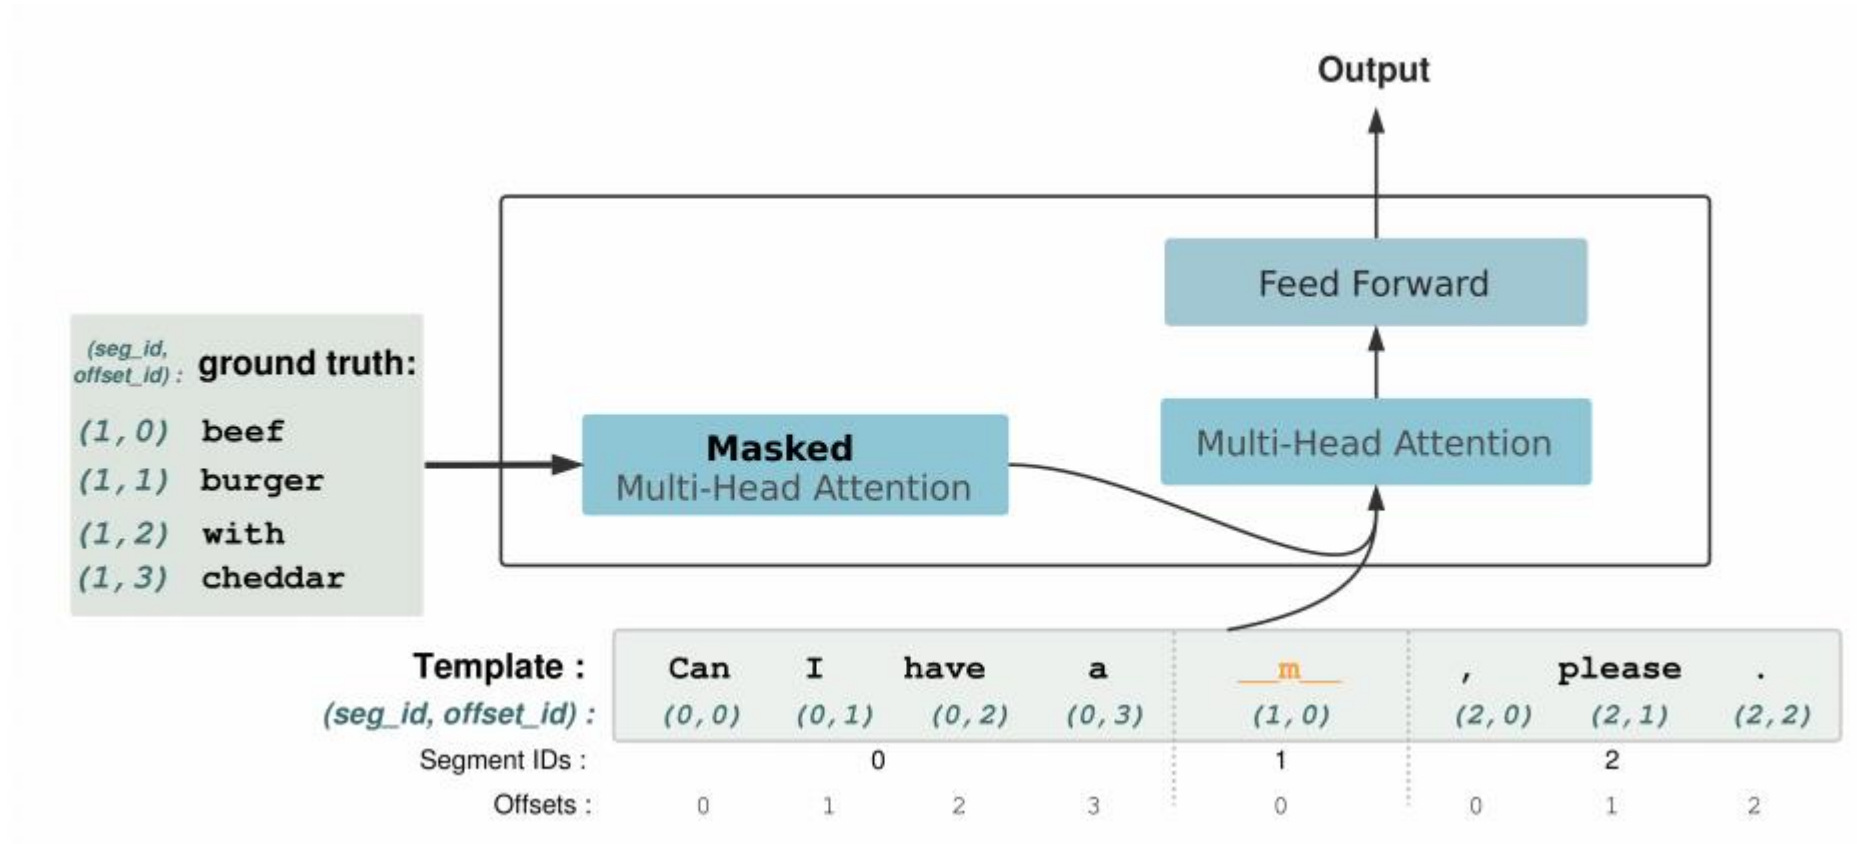 Output
Feed Forward
Multi-Head Attention
Masked
Multi-Head Attention
(seg_id,
offset_id) : ground truth:
(1,0) beef
(1,1) burger
(1,2) with
(1,3) cheddar
Template : Can I have a __m__ , please .
(seg_id, offset_id) : (0,0) (0,1) (0,2) (0,3) (1,0) (2,0) (2,1) (2,2)
Segment IDs : 0 1 2
Offsets : 0 1 2 3 0 0 1 2